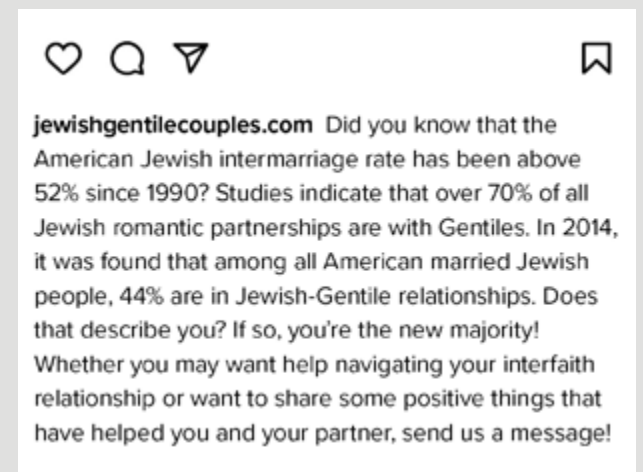 jewishgentilecouples.com Did you know that the
American Jewish intermarriage rate has been above
52% since 1990? Studies indicate that over 70% of all
Jewish romantic partnerships are with Gentiles. In 2014,
it was found that among all American married Jewish
people, 44% are in Jewish-Gentile relationships. Does
that describe you? If so, you're the new majority!
Whether you may want help navigating your interfaith
relationship or want to share some positive things that
have helped you and your partner, send us a message!